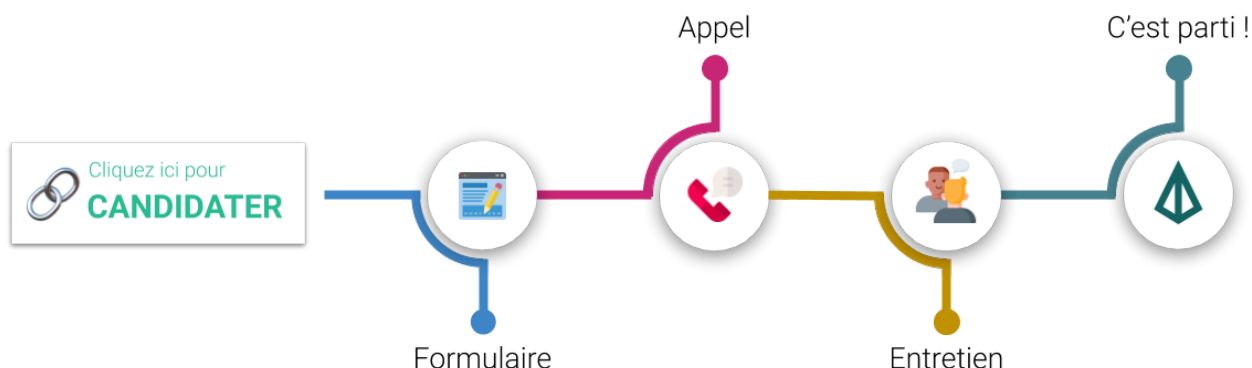 Cliquez ici pour
CANDIDATER
Formulaire
Appel
Entretien
C'est parti !